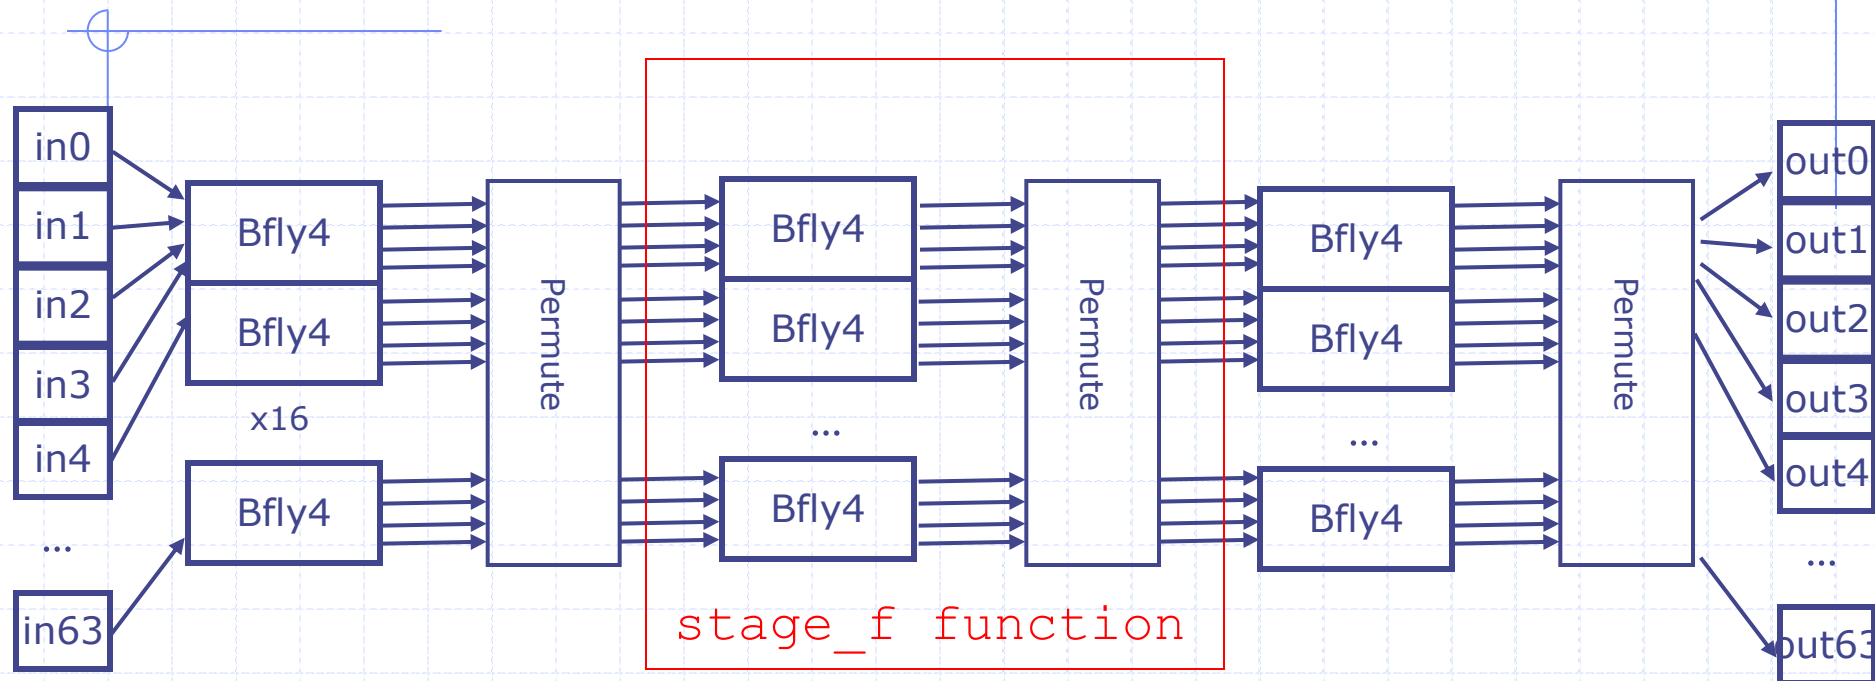 in0
in1
in2
in3
in4
...
in63
Bfly4
Bfly4
x16
Bfly4
Permute
Bfly4
Bfly4
...
Bfly4
Permute
stage_f function
Bfly4
Bfly4
...
Bfly4
Permute
out0
out1
out2
out3
out4
...
out63